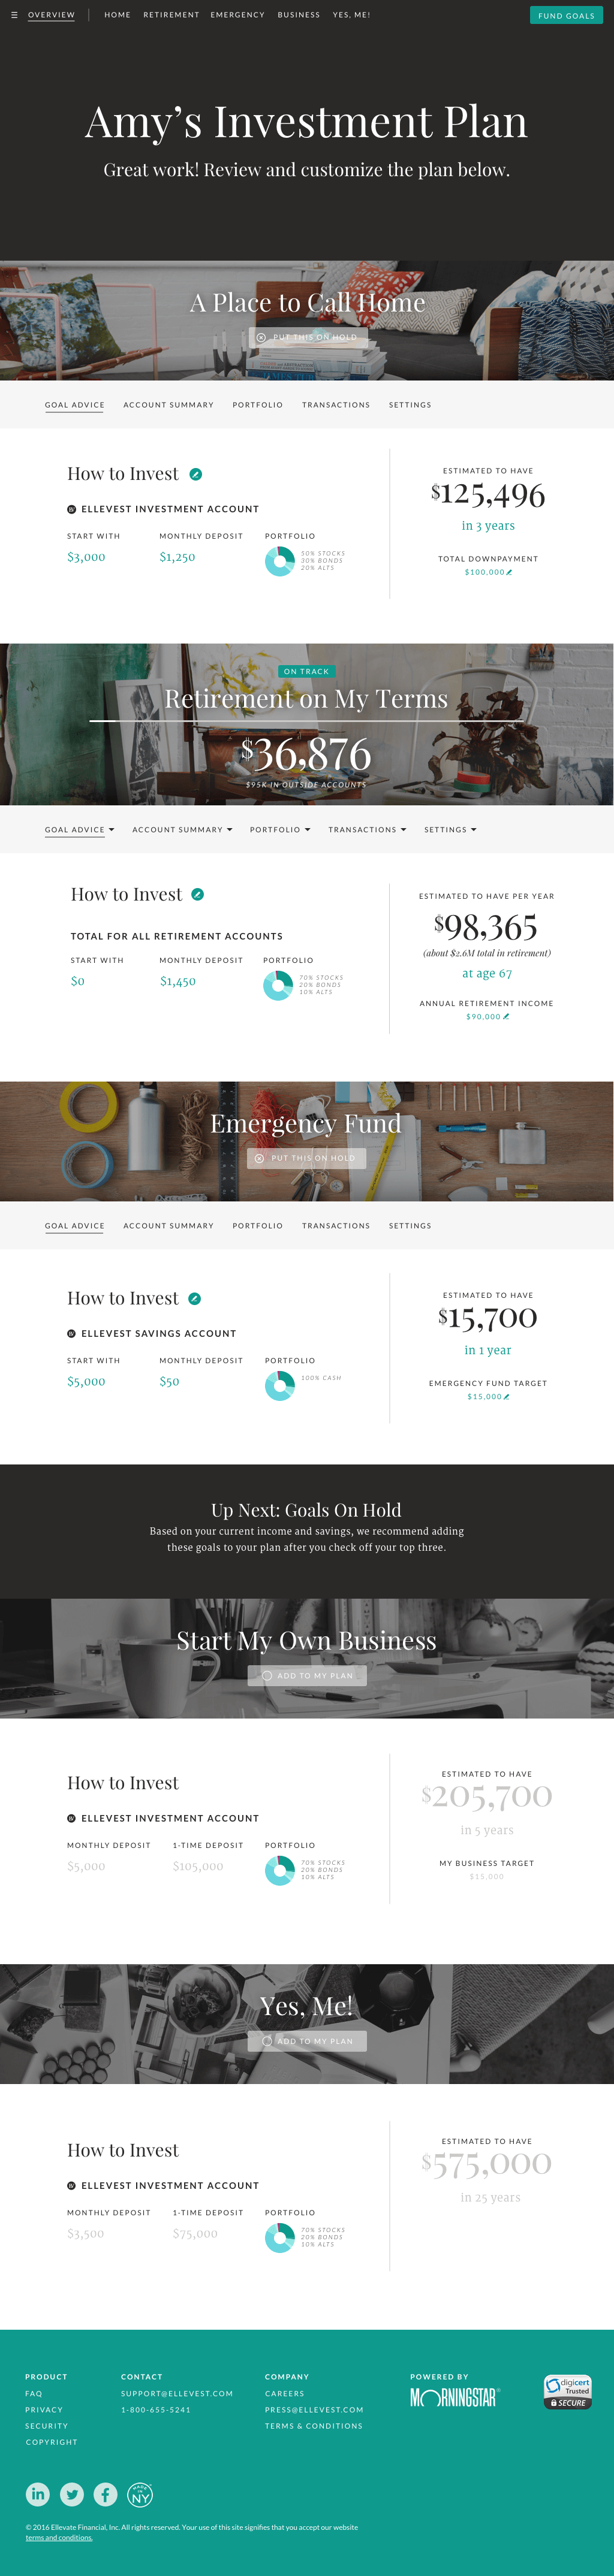 OVERVIEW HOME RETIREMENT EMERGENCY BUSINESS YES, ME! FUND GOALS
Amy's Investment Plan
Great work! Review and customize the plan below.
A Place to Call Home
PUT THIS ON HOLD
GOAL ADVICE ACCOUNT SUMMARY PORTFOLIO TRANSACTIONS SETTINGS
How to Invest
ELLEVEST INVESTMENT ACCOUNT
START WITH MONTHLY DEPOSIT PORTFOLIO
$3,000 $1,250
50% STOCKS
30% BONDS
20% ALTS
ESTIMATED TO HAVE
$125,496
in 3 years
TOTAL DOWNPAYMENT
$100,000
ON TRACK
Retirement on My Terms
$36,876
$95K IN OUTSIDE ACCOUNTS
GOAL ADVICE ACCOUNT SUMMARY PORTFOLIO TRANSACTIONS SETTINGS
How to Invest
TOTAL FOR ALL RETIREMENT ACCOUNTS
START WITH MONTHLY DEPOSIT PORTFOLIO
$0 $1,450
70% STOCKS
20% BONDS
10% ALTS
ESTIMATED TO HAVE PER YEAR
$98,365
(about $2.6M total in retirement)
at age 67
ANNUAL RETIREMENT INCOME
$90,000
Emergency Fund
PUT THIS ON HOLD
GOAL ADVICE ACCOUNT SUMMARY PORTFOLIO TRANSACTIONS SETTINGS
How to Invest
ELLEVEST SAVINGS ACCOUNT
START WITH MONTHLY DEPOSIT PORTFOLIO
$5,000 $50
100% CASH
ESTIMATED TO HAVE
$15,700
in 1 year
EMERGENCY FUND TARGET
$15,000
Up Next: Goals On Hold
Based on your current income and savings, we recommend adding
these goals to your plan after you check off your top three.
Start My Own Business
ADD TO MY PLAN
How to Invest
ELLEVEST INVESTMENT ACCOUNT
MONTHLY DEPOSIT 1-TIME DEPOSIT PORTFOLIO
$5,000 $105,000
70% STOCKS
20% BONDS
10% ALTS
ESTIMATED TO HAVE
$205,700
in 5 years
MY BUSINESS TARGET
$15,000
Yes, Me!
ADD TO MY PLAN
How to Invest
ELLEVEST INVESTMENT ACCOUNT
MONTHLY DEPOSIT 1-TIME DEPOSIT PORTFOLIO
$3,500 $75,000
70% STOCKS
20% BONDS
10% ALTS
ESTIMATED TO HAVE
$575,000
in 25 years
PRODUCT
FAQ
PRIVACY
SECURITY
COPYRIGHT
CONTACT
SUPPORT@ELLEVEST.COM
1-800-655-5241
COMPANY
CAREERS
PRESS@ELLEVEST.COM
TERMS & CONDITIONS
POWERED BY
MORNINGSTAR
digicert
Trusted
SECURE
in f
MADE
IN
NY
© 2016 Ellevate Financial, Inc. All rights reserved. Your use of this site signifies that you accept our website
terms and conditions.